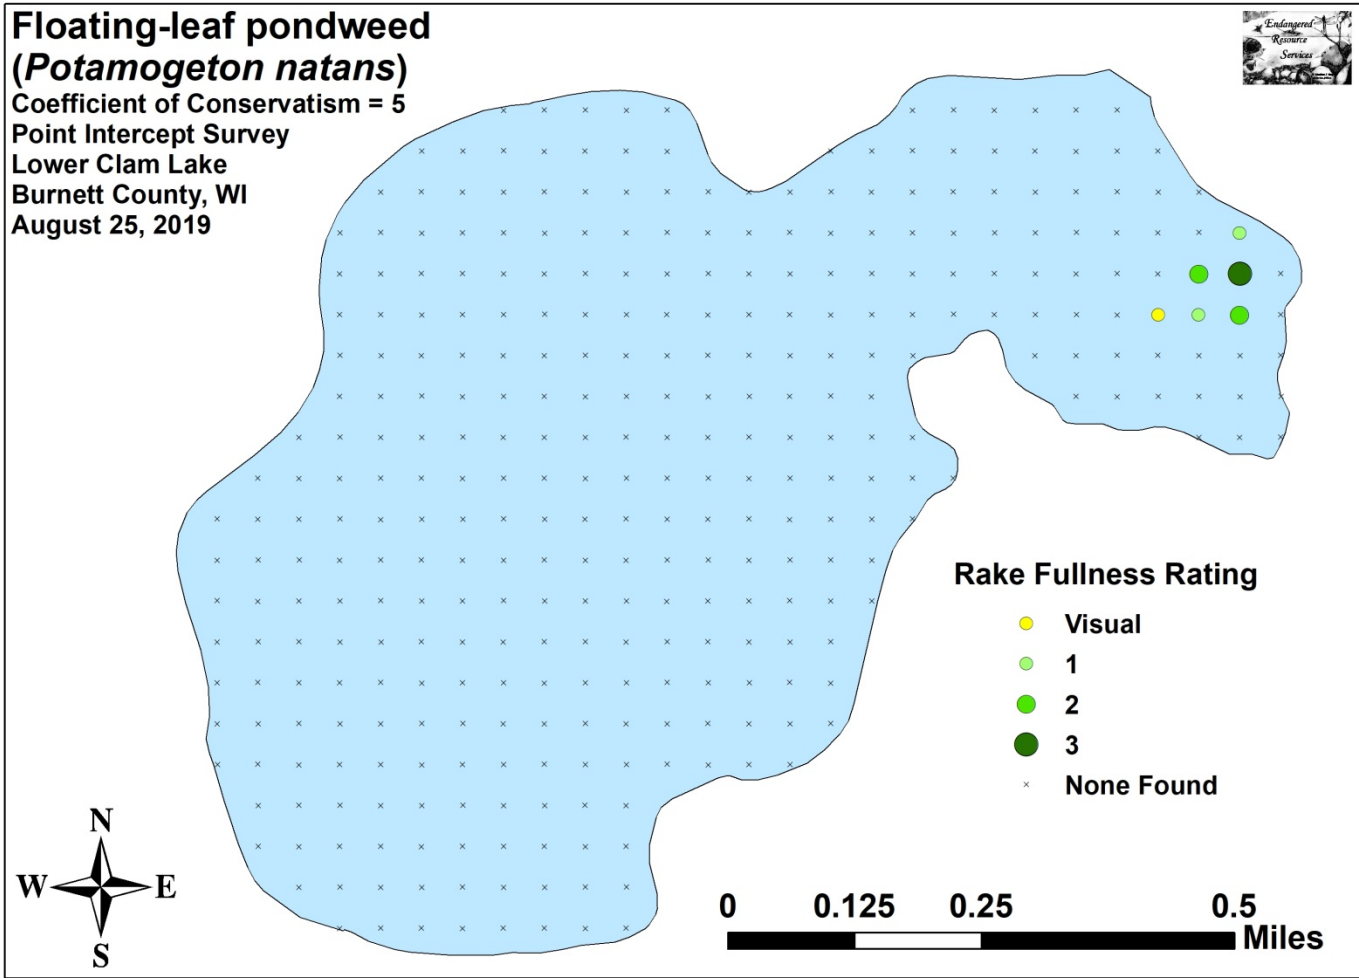 Floating-leaf pondweed
(Potamogeton natans)
Coefficient of Conservatism = 5
Point Intercept Survey
Lower Clam Lake
Burnett County, WI
August 25, 2019
Endangered
Resource
Services
Rake Fullness Rating
Visual
1
2
3
None Found
N
W E
S
0 0.125 0.25 0.5
Miles